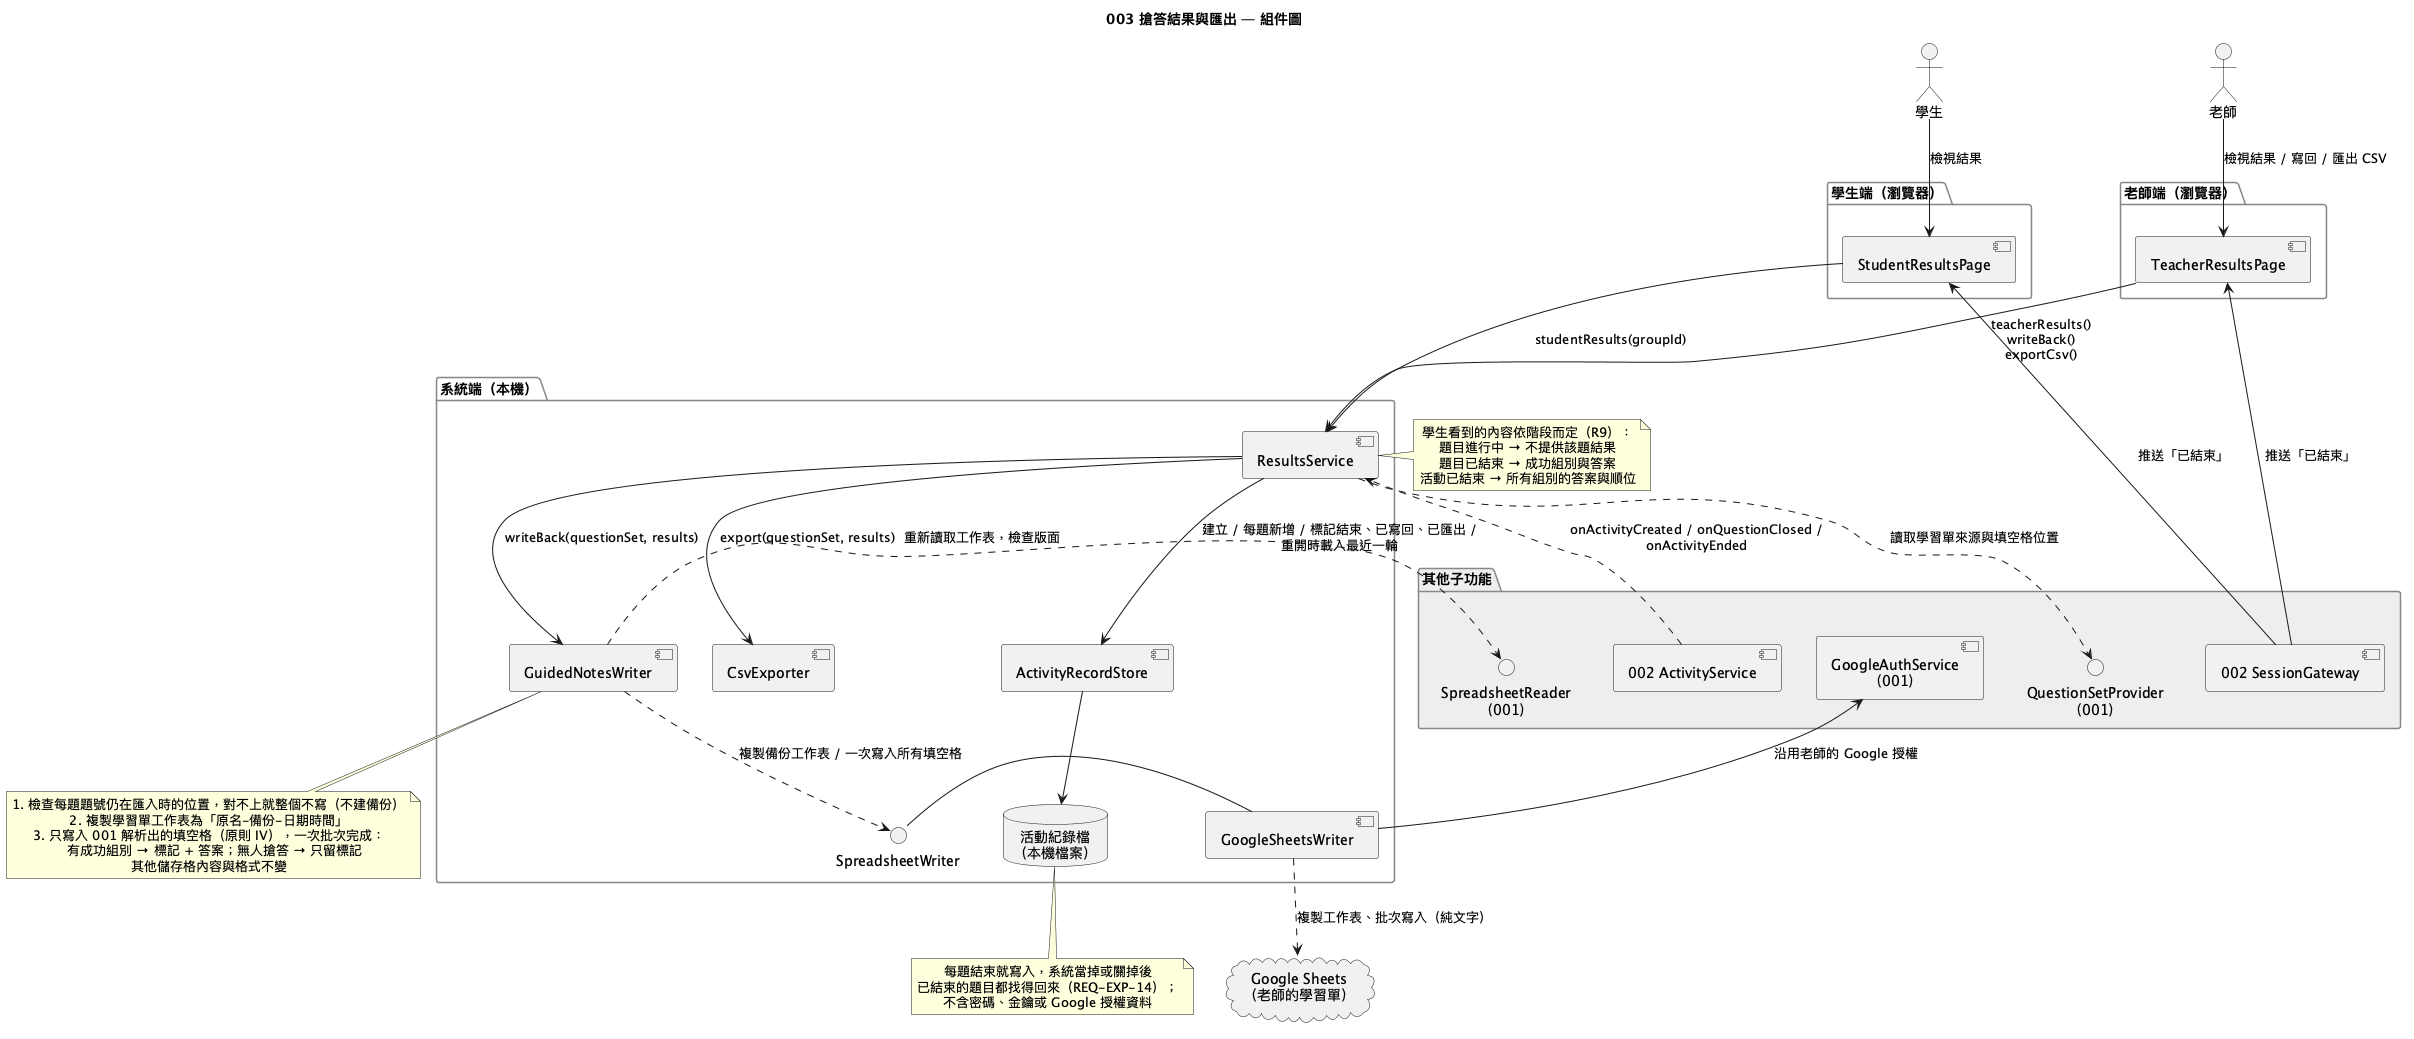 003 搶答結果與匯出 — 組件圖
學生
老師
檢視結果
檢視結果 / 寫回 / 匯出 CSV
學生端（瀏覽器）
老師端（瀏覽器）
StudentResultsPage
TeacherResultsPage
studentResults(groupId)
teacherResults()
writeBack()
exportCsv()
系統端（本機）
ResultsService
學生看到的內容依階段而定（R9）：
題目進行中 → 不提供該題結果
題目已結束 → 成功組別與答案
活動已結束 → 所有組別的答案與順位
推送「已結束」
推送「已結束」
writeBack(questionSet, results)
export(questionSet, results)
重新讀取工作表，檢查版面
建立 / 每題新增 / 標記結束、已寫回、已匯出 /
重開時載入最近一輪
onActivityCreated / onQuestionClosed /
onActivityEnded
讀取學習單來源與填空格位置
其他子功能
GuidedNotesWriter
CsvExporter
ActivityRecordStore
SpreadsheetReader
(001)
002 ActivityService
GoogleAuthService
(001)
QuestionSetProvider
(001)
002 SessionGateway
複製備份工作表 / 一次寫入所有填空格
沿用老師的 Google 授權
1. 檢查每題題號仍在匯入時的位置，對不上就整個不寫（不建備份）
2. 複製學習單工作表為「原名-備份-日期時間」
3. 只寫入 001 解析出的填空格（原則 IV），一次批次完成：
有成功組別 → 標記 + 答案；無人搶答 → 只留標記
其他儲存格內容與格式不變
SpreadsheetWriter
活動紀錄檔
(本機檔案)
GoogleSheetsWriter
複製工作表、批次寫入（純文字）
每題結束就寫入，系統當掉或關掉後
已結束的題目都找得回來（REQ-EXP-14）；
不含密碼、金鑰或 Google 授權資料
Google Sheets
(老師的學習單)